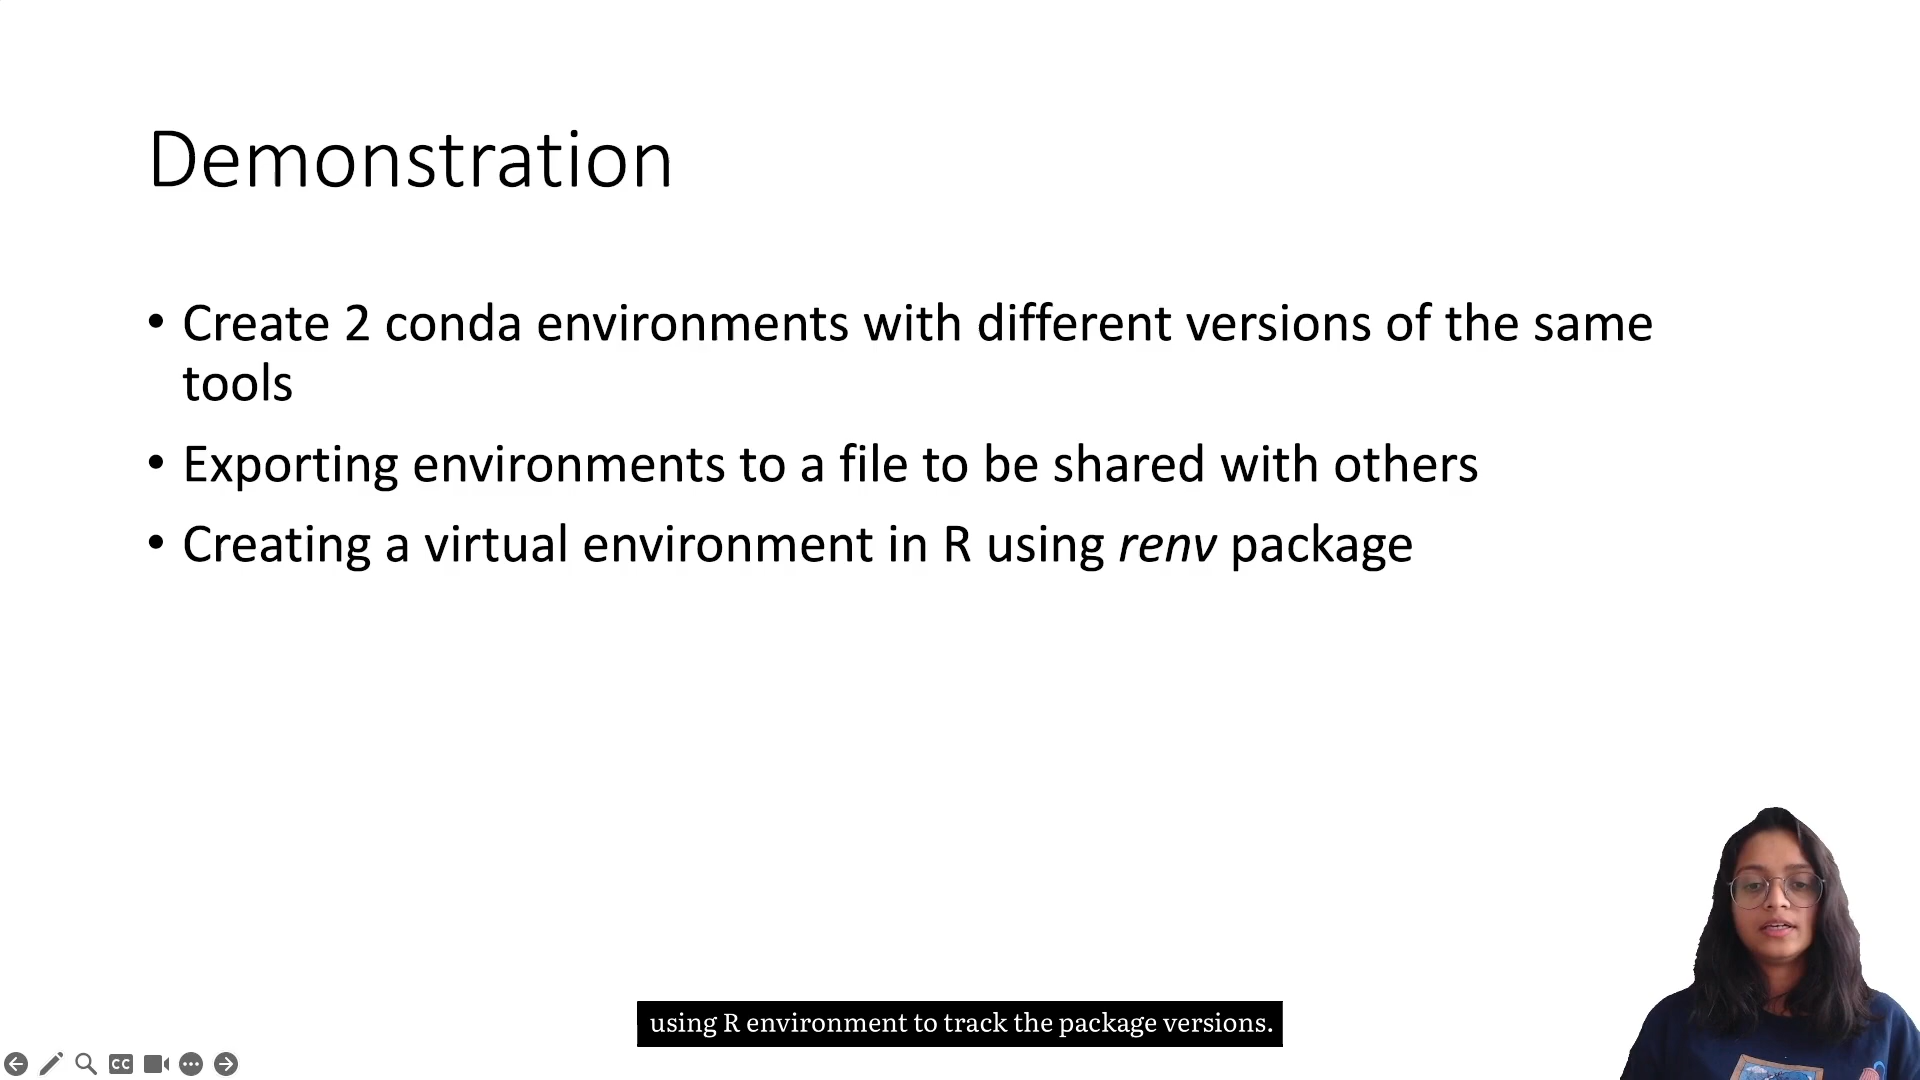 Demonstration
• Create 2 conda environments with different versions of the same
tools
• Exporting environments to a file to be shared with others
• Creating a virtual environment in R using renv package
using R environment to track the package versions.
CC